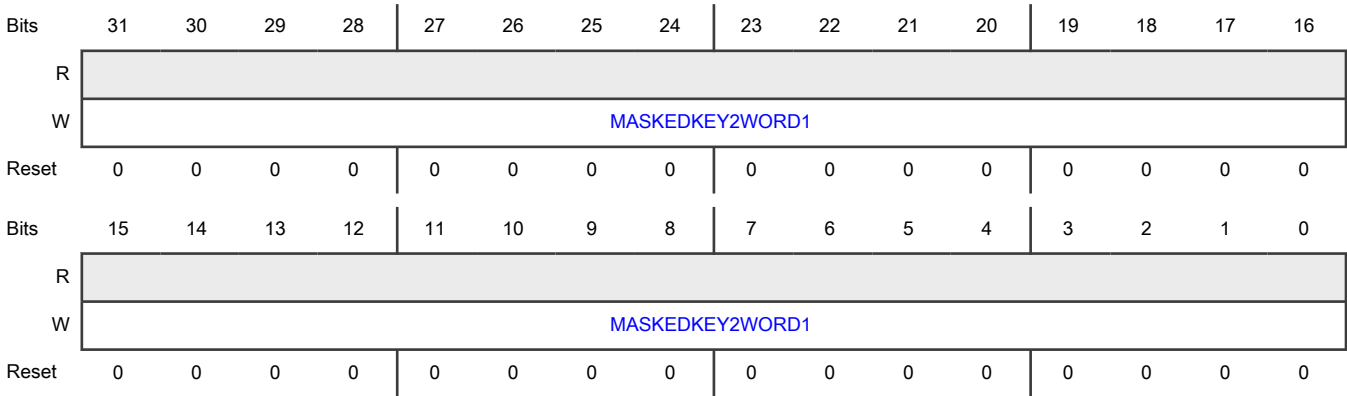 Bits 31 30 29 28 27 26 25 24 23 22 21 20 19 18 17 16
R
W MASKEDKEY2WORD1
Reset 0 0 0 0 0 0 0 0 0 0 0 0 0 0 0 0
Bits 15 14 13 12 11 10 9 8 7 6 5 4 3 2 1 0
R
W MASKEDKEY2WORD1
Reset 0 0 0 0 0 0 0 0 0 0 0 0 0 0 0 0